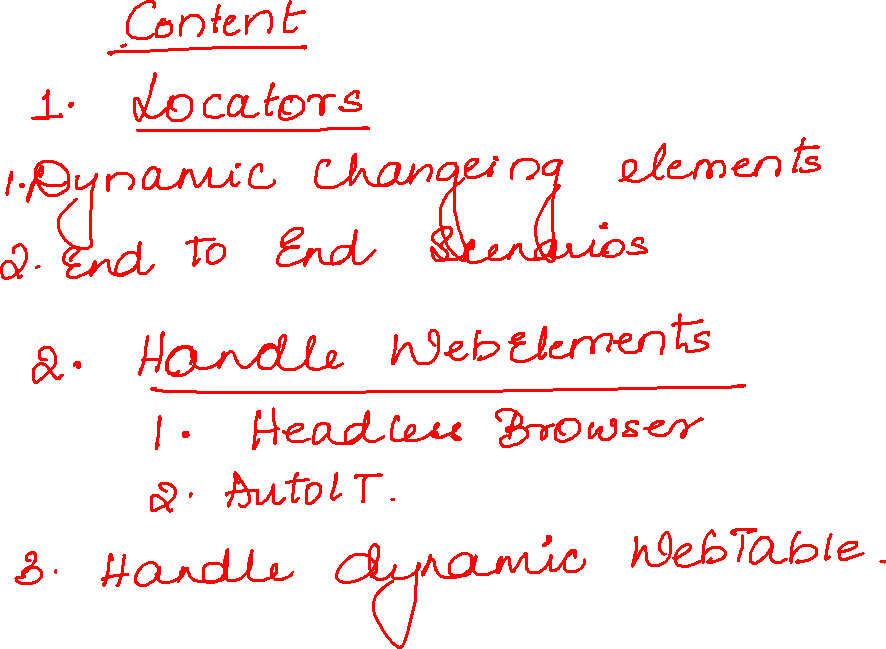 Content
1. Locators
1. Dynamic changeing elements
2. End To End Scenarios
2. Handle WebElements
1. Headless Browser
2. AutoIT.
3. Handle dynamic WebTable.